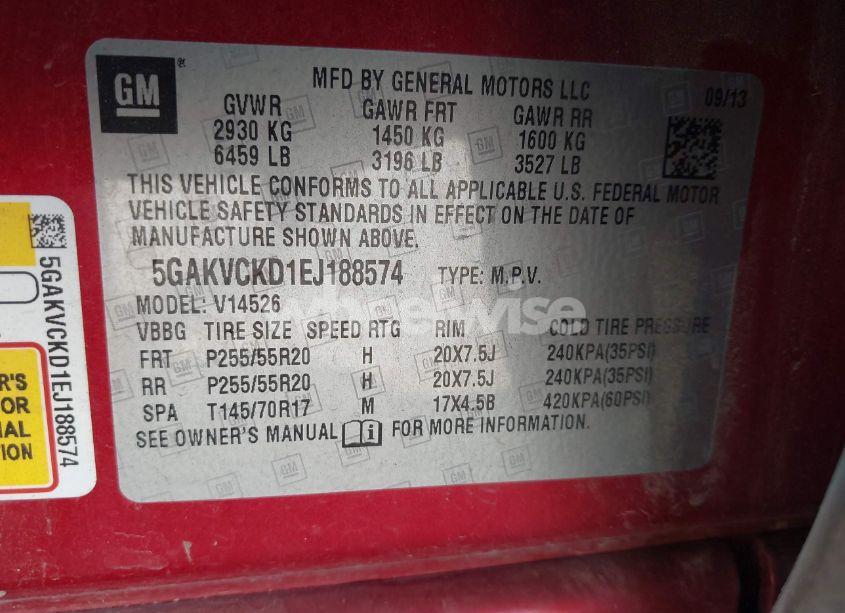 GM
MFD BY GENERAL MOTORS LLC
09/13
GVWR GAWR FRT GAWR RR
2930 KG 1450 KG 1600 KG
6459 LB 3196 LB 3527 LB
THIS VEHICLE CONFORMS TO ALL APPLICABLE U.S. FEDERAL MOTOR
VEHICLE SAFETY STANDARDS IN EFFECT ON THE DATE OF
MANUFACTURE SHOWN ABOVE.
5GAKVCKD1EJ188574 TYPE: M.P.V.
MODEL: V14526
VBBG TIRE SIZE SPEED RTG RIM COLD TIRE PRESSURE
FRT P255/55R20 H 20X7.5J 240KPA(35PSI)
RR P255/55R20 H 20X7.5J 240KPA(35PSI)
SPA T145/70R17 M 17X4.5B 420KPA(60PSI)
SEE OWNER'S MANUAL FOR MORE INFORMATION.
5GAKVCKD1EJ188574